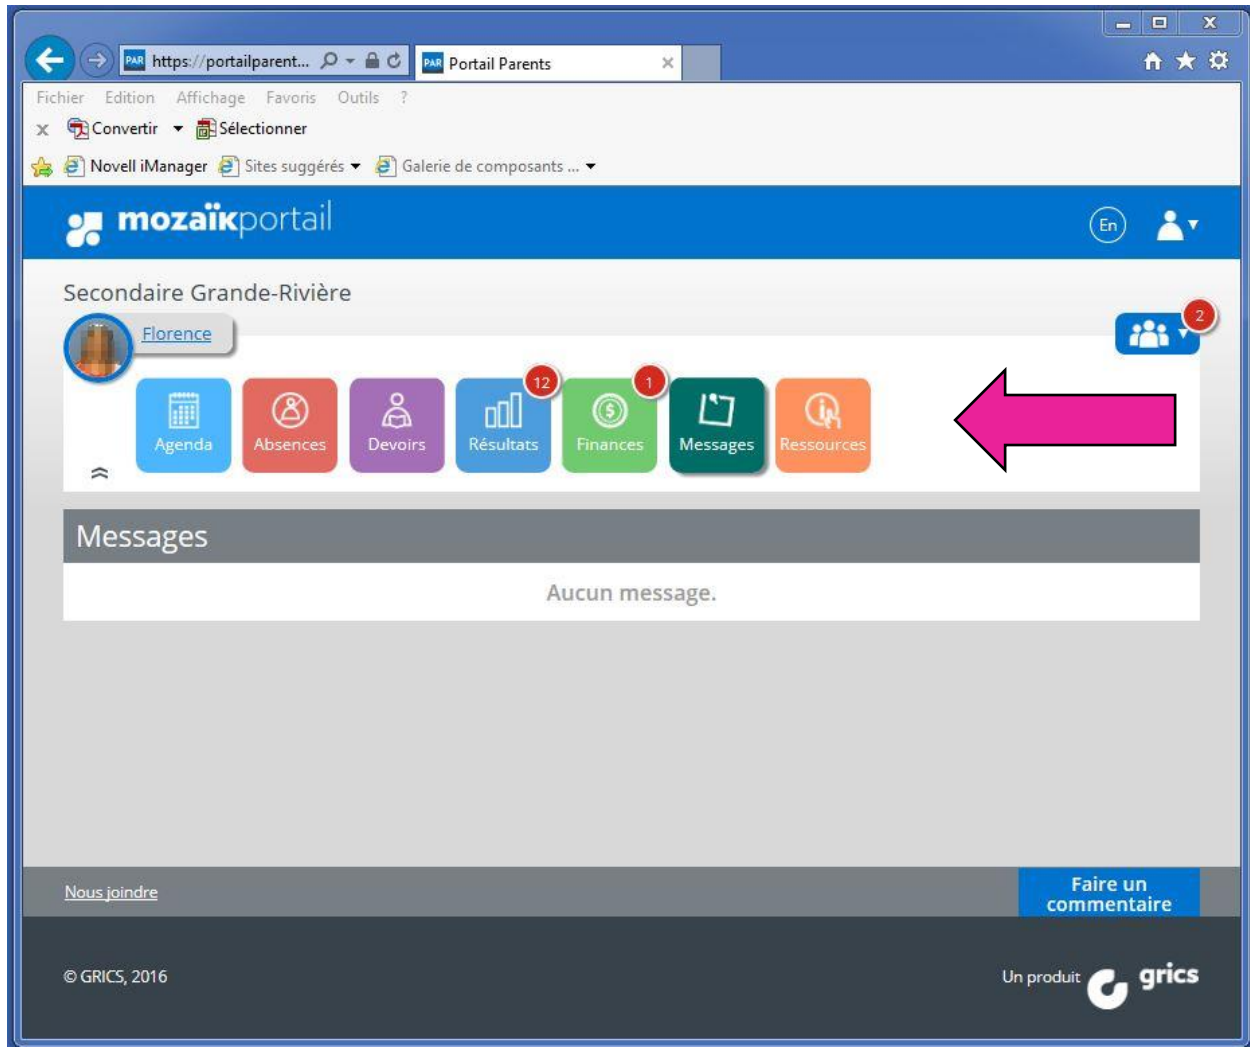 PAR https://portailparent... PAR Portail Parents
Fichier Edition Affichage Favoris Outils ?
x Convertir Sélectionner
Novell iManager Sites suggérés Galerie de composants ...
mozaïkportail
En
Secondaire Grande-Rivière
Florence
2
12
1
Agenda Absences Devoirs Résultats Finances Messages Ressources
Messages
Aucun message.
Nous joindre
Faire un
commentaire
© GRICS, 2016
Un produit grics